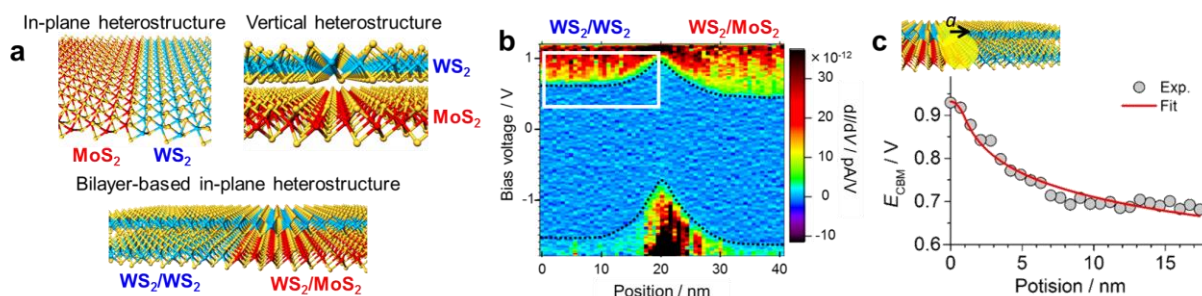 a
In-plane heterostructure
MoS₂ WS₂
Vertical heterostructure
WS₂
MoS₂
Bilayer-based in-plane heterostructure
WS₂/WS₂ WS₂/MoS₂
b
WS₂/WS₂ WS₂/MoS₂
Bias voltage / V
1
0
-1
0 10 20 30 40
Position / nm
× 10⁻¹²
30
20
10
0
-10
dI/dV / pA/V
c
a
Exp.
Fit
E_CBM / V
0.9
0.8
0.7
0.6
0 5 10 15
Potision / nm